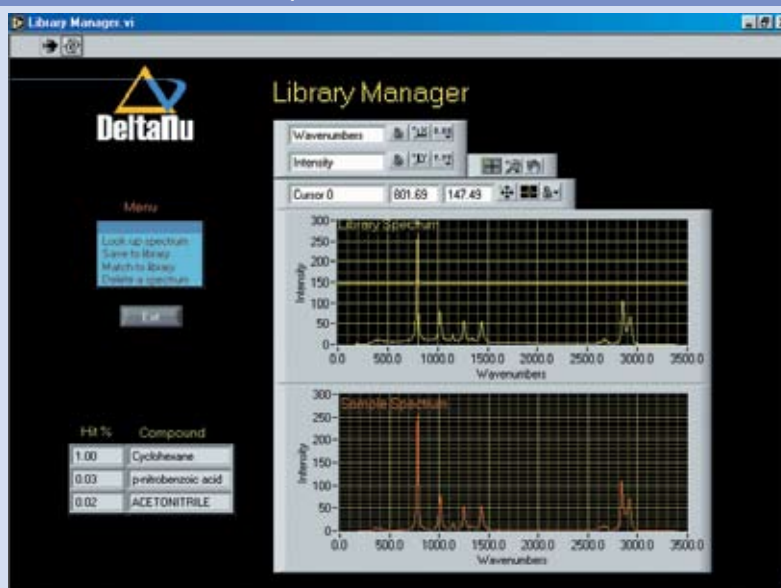 Library Manager.vi
DeltaNu
Library Manager
Wavenumbers
Intensity
Cursor 0 801.69 147.49
Menu
Look up spectrum
Save to library
Match to library
Delete a spectrum
Exit
Library Spectrum
300
250
200
150
100
50
0
Intensity
0.0 500.0 1000.0 1500.0 2000.0 2500.0 3000.0 3500.0
Wavenumbers
Hit % Compound
1.00 Cyclohexane
0.03 p-nitrobenzoic acid
0.02 ACETONITRILE
Sample Spectrum
300
250
200
150
100
50
0
Intensity
0.0 500.0 1000.0 1500.0 2000.0 2500.0 3000.0 3500.0
Wavenumbers